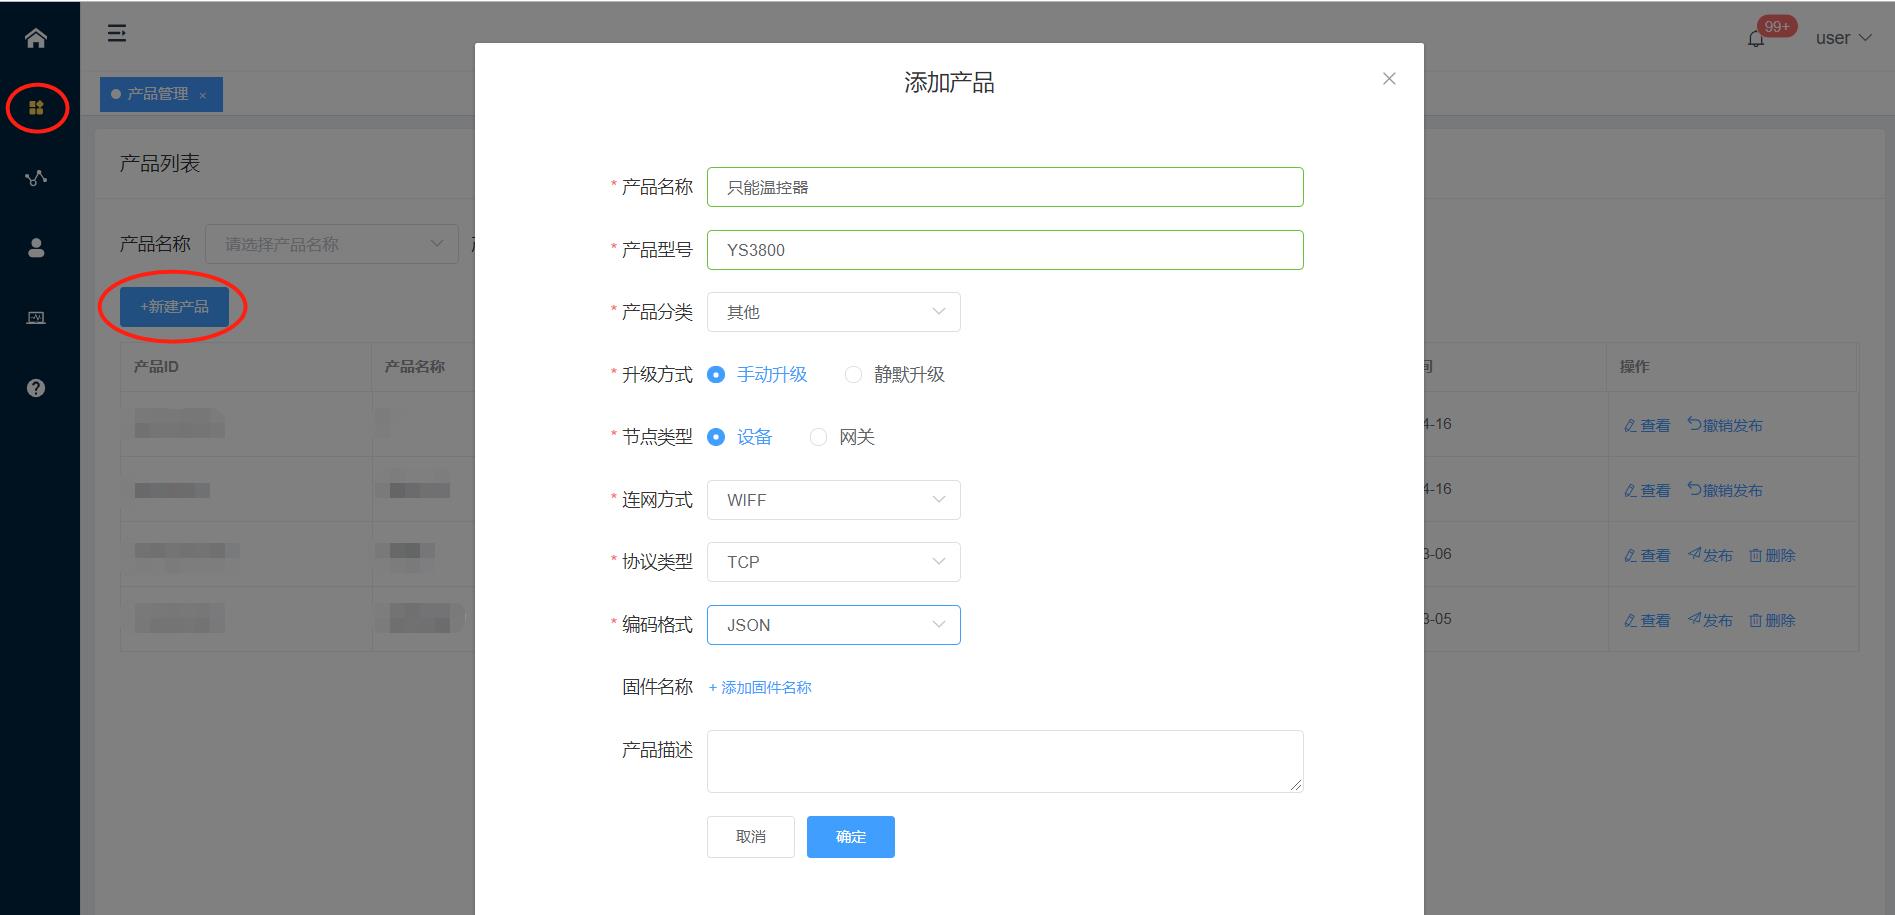 99+
user
产品管理 ×
添加产品
产品列表
* 产品名称 只能温控器
产品名称 请选择产品名称
* 产品型号 YS3800
+新建产品
* 产品分类 其他
产品ID 产品名称 操作
* 升级方式 手动升级 静默升级
* 节点类型 设备 网关
4-16 查看 撤销发布
* 连网方式 WIFF
4-16 查看 撤销发布
* 协议类型 TCP
3-06 查看 发布 删除
* 编码格式 JSON
3-05 查看 发布 删除
固件名称 + 添加固件名称
产品描述
取消 确定